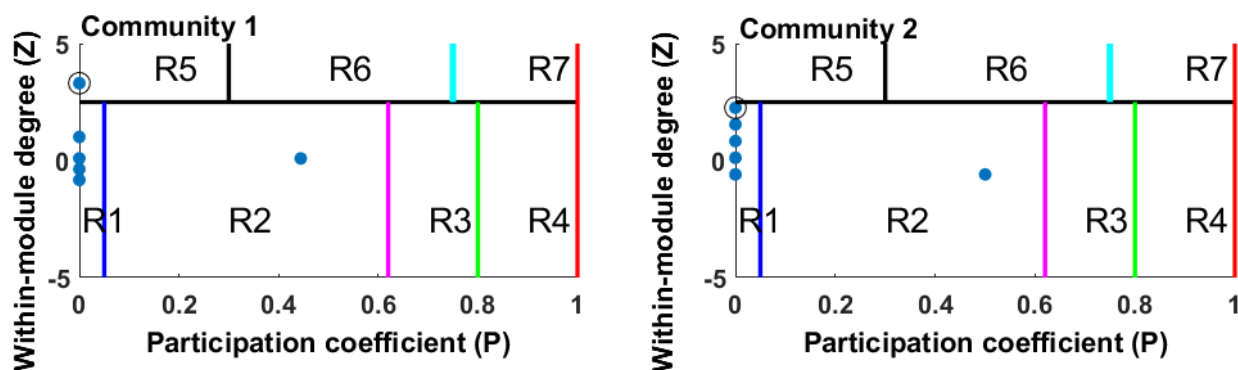 Community 1
Within-module degree (Z)
5
0
-5
R5
R6
R7
R1
R2
R3
R4
0
0.2
0.4
0.6
0.8
1
Participation coefficient (P)
Community 2
Within-module degree (Z)
5
0
-5
R5
R6
R7
R1
R2
R3
R4
0
0.2
0.4
0.6
0.8
1
Participation coefficient (P)